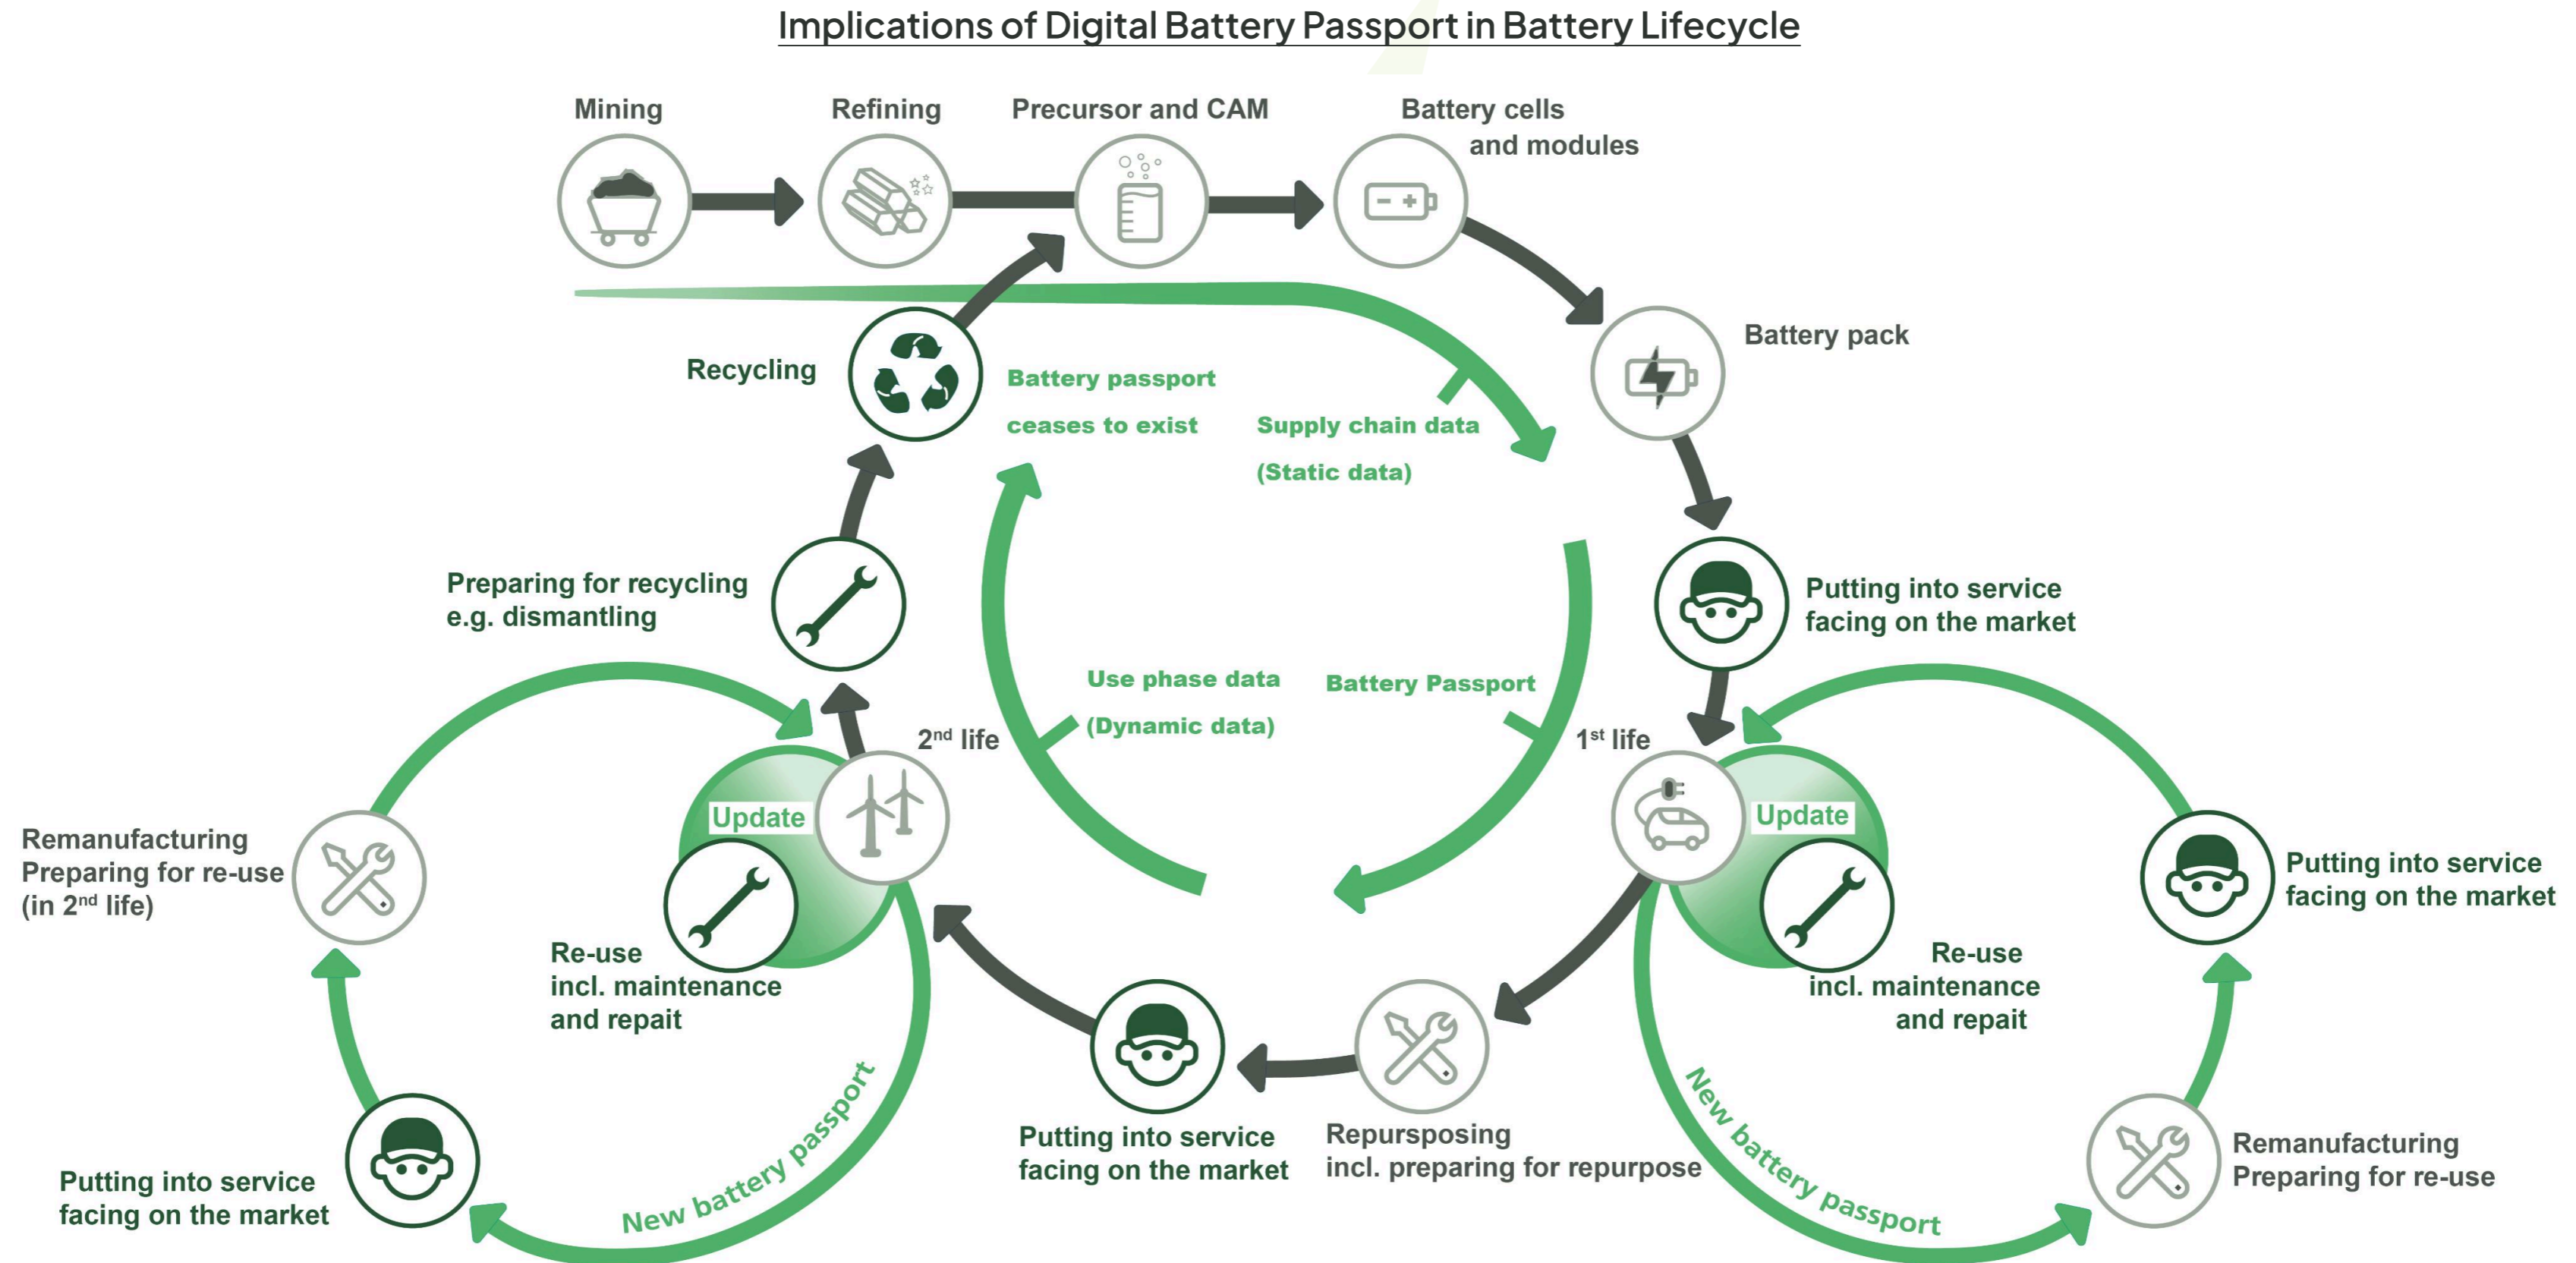 Implications of Digital Battery Passport in Battery Lifecycle
Mining
Refining
Precursor and CAM
Battery cells
and modules
Battery pack
Recycling
Battery passport
ceases to exist
Supply chain data
(Static data)
Preparing for recycling
e.g. dismantling
Putting into service
facing on the market
Use phase data
(Dynamic data)
Battery Passport
2nd life
1st life
Update
Update
Remanufacturing
Preparing for re-use
(in 2nd life)
Putting into service
facing on the market
Re-use
incl. maintenance
and repait
Re-use
incl. maintenance
and repait
New battery passport
New battery passport
Putting into service
facing on the market
Putting into service
facing on the market
Repursposing
incl. preparing for repurpose
Remanufacturing
Preparing for re-use